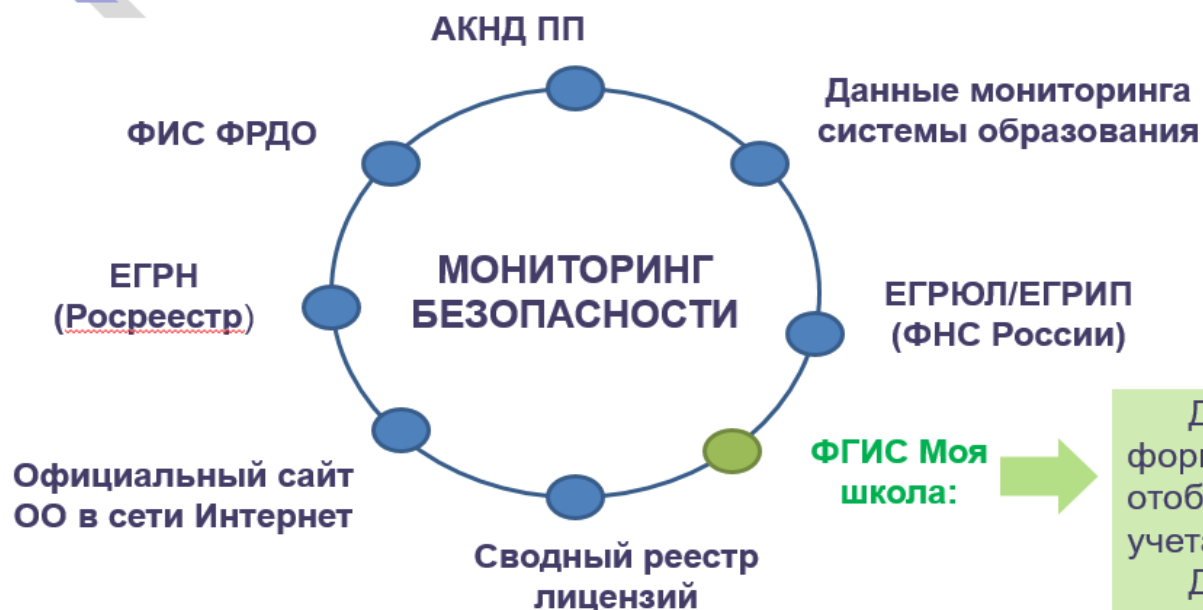 АКНД ПП
Данные мониторинга
системы образования
ФИС ФРДО
МОНИТОРИНГ
БЕЗОПАСНОСТИ
ЕГРН
(Росреестр)
ЕГРЮЛ/ЕГРИП
(ФНС России)
ФГИС Моя
школа:
Официальный сайт
ОО в сети Интернет
Сводный реестр
лицензий